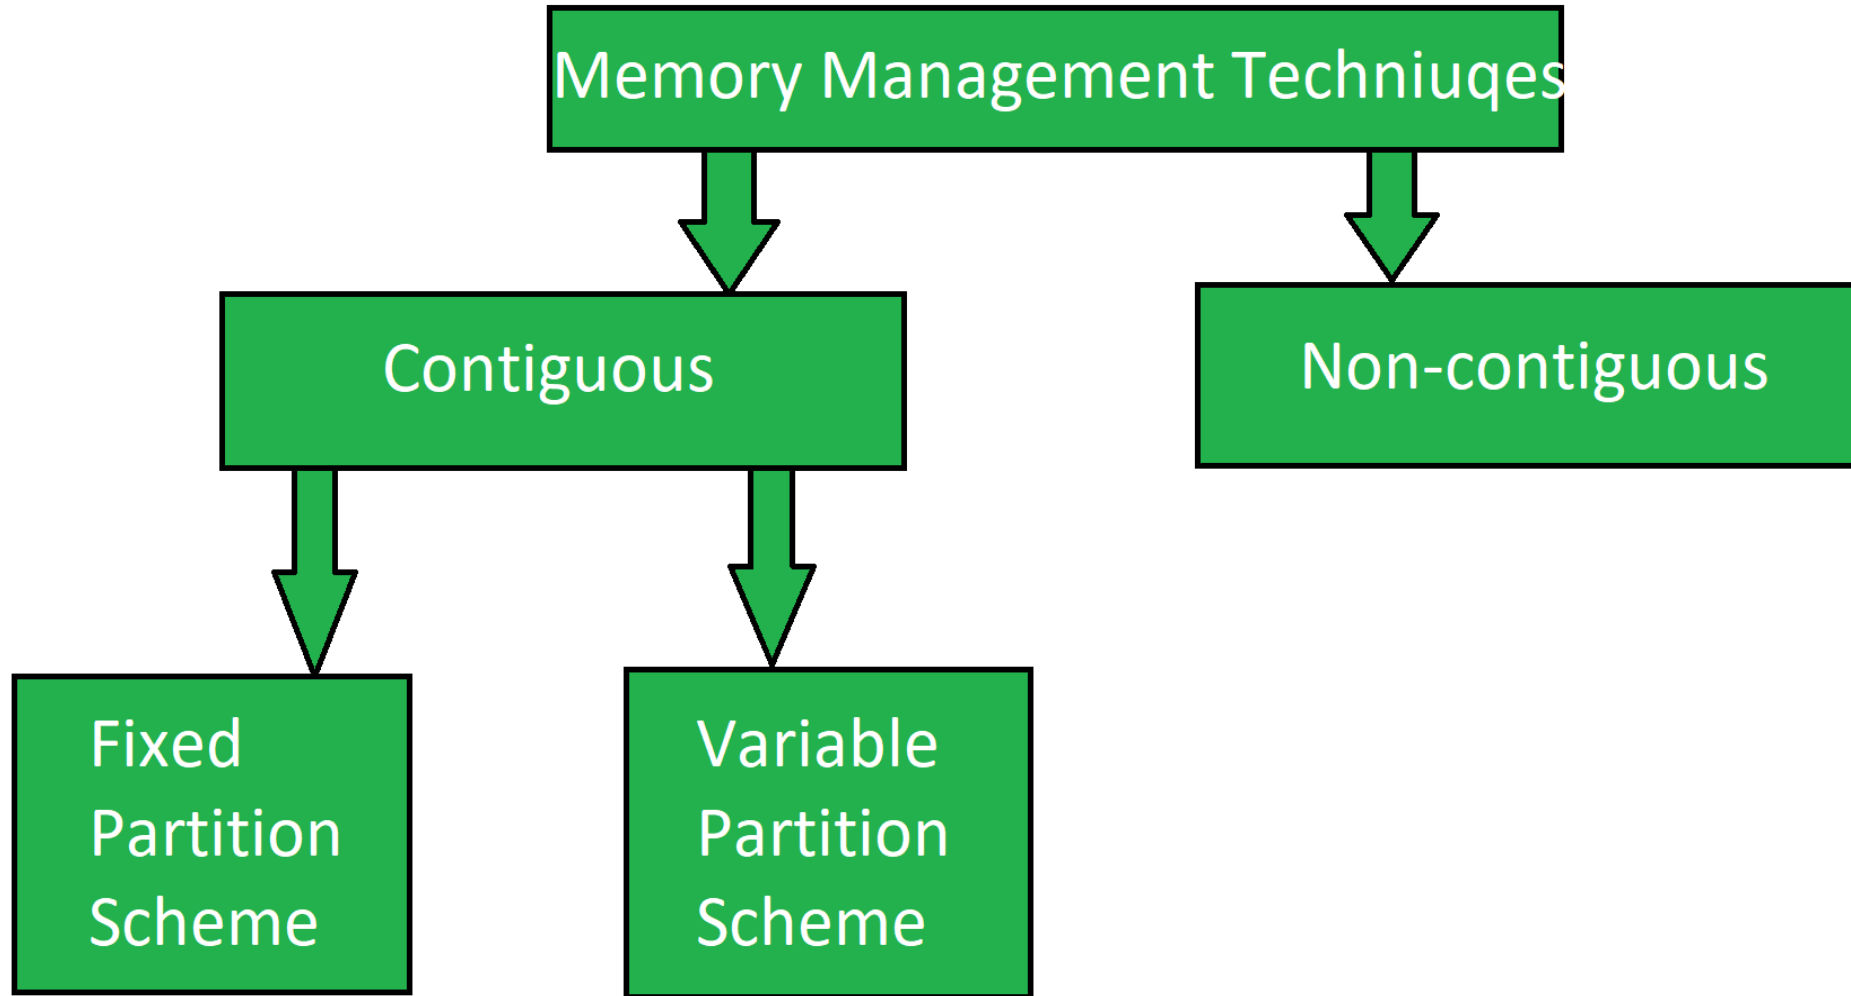 Memory Management Techniuqes
Contiguous
Non-contiguous
Fixed
Partition
Scheme
Variable
Partition
Scheme